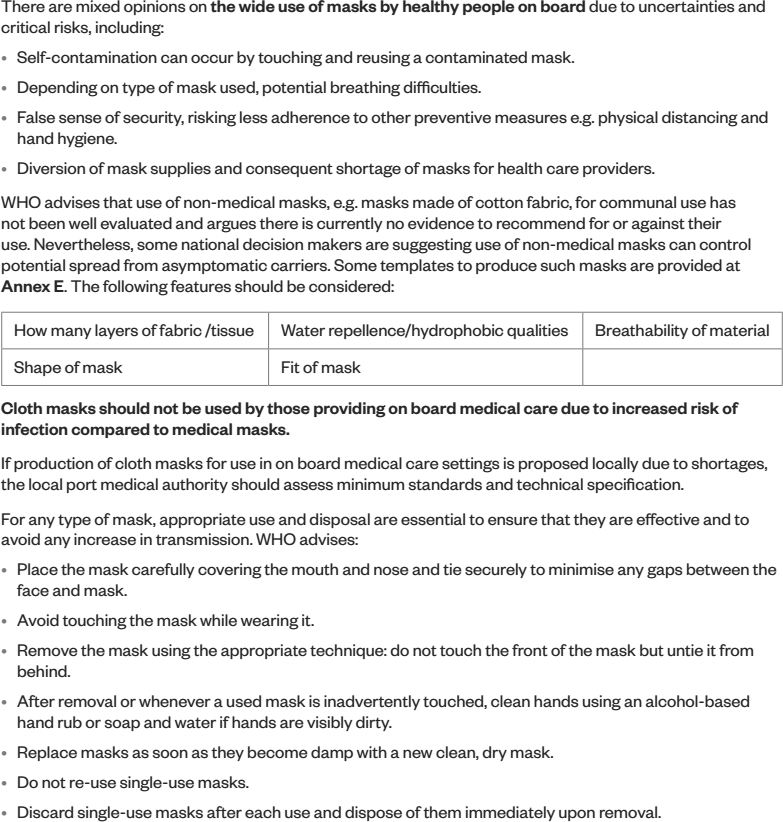 There are mixed opinions on the wide use of masks by healthy people on board due to uncertainties and
critical risks, including:
• Self-contamination can occur by touching and reusing a contaminated mask.
• Depending on type of mask used, potential breathing difficulties.
• False sense of security, risking less adherence to other preventive measures e.g. physical distancing and
hand hygiene.
• Diversion of mask supplies and consequent shortage of masks for health care providers.
WHO advises that use of non-medical masks, e.g. masks made of cotton fabric, for communal use has
not been well evaluated and argues there is currently no evidence to recommend for or against their
use. Nevertheless, some national decision makers are suggesting use of non-medical masks can control
potential spread from asymptomatic carriers. Some templates to produce such masks are provided at
Annex E. The following features should be considered:
How many layers of fabric /tissue Water repellence/hydrophobic qualities Breathability of material
Shape of mask Fit of mask
Cloth masks should not be used by those providing on board medical care due to increased risk of
infection compared to medical masks.
If production of cloth masks for use in on board medical care settings is proposed locally due to shortages,
the local port medical authority should assess minimum standards and technical specification.
For any type of mask, appropriate use and disposal are essential to ensure that they are effective and to
avoid any increase in transmission. WHO advises:
• Place the mask carefully covering the mouth and nose and tie securely to minimise any gaps between the
face and mask.
• Avoid touching the mask while wearing it.
• Remove the mask using the appropriate technique: do not touch the front of the mask but untie it from
behind.
• After removal or whenever a used mask is inadvertently touched, clean hands using an alcohol-based
hand rub or soap and water if hands are visibly dirty.
• Replace masks as soon as they become damp with a new clean, dry mask.
• Do not re-use single-use masks.
• Discard single-use masks after each use and dispose of them immediately upon removal.